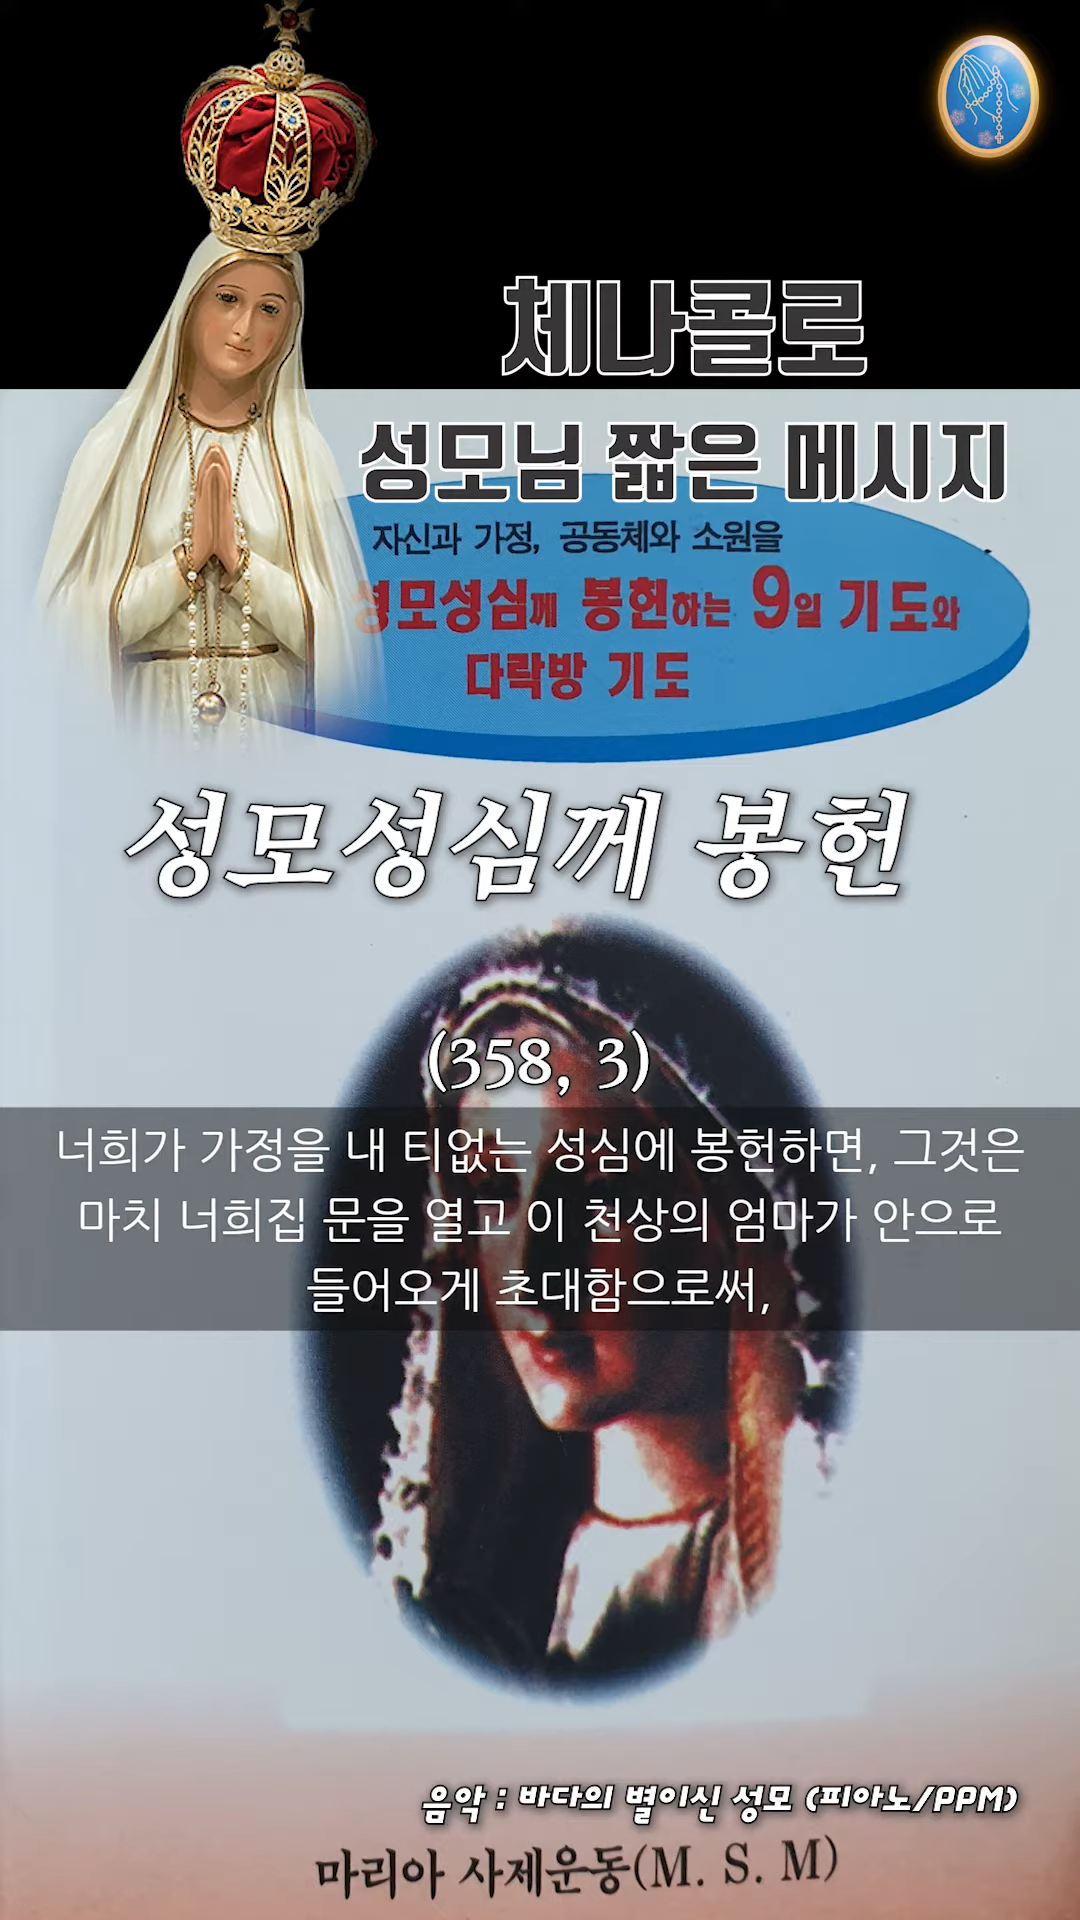 체나콜로
성모님 짧은 메시지
자신과 가정, 공동체와 소원을
성모성심께 봉헌하는 9일 기도와
다락방 기도
성모성심께 봉헌
(358, 3)
너희가 가정을 내 티없는 성심에 봉헌하면, 그것은
마치 너희집 문을 열고 이 천상의 엄마가 안으로
들어오게 초대함으로써,
음악 : 바다의 별이신 성모 (피아노/PPM)
마리아 사제운동(M. S. M)